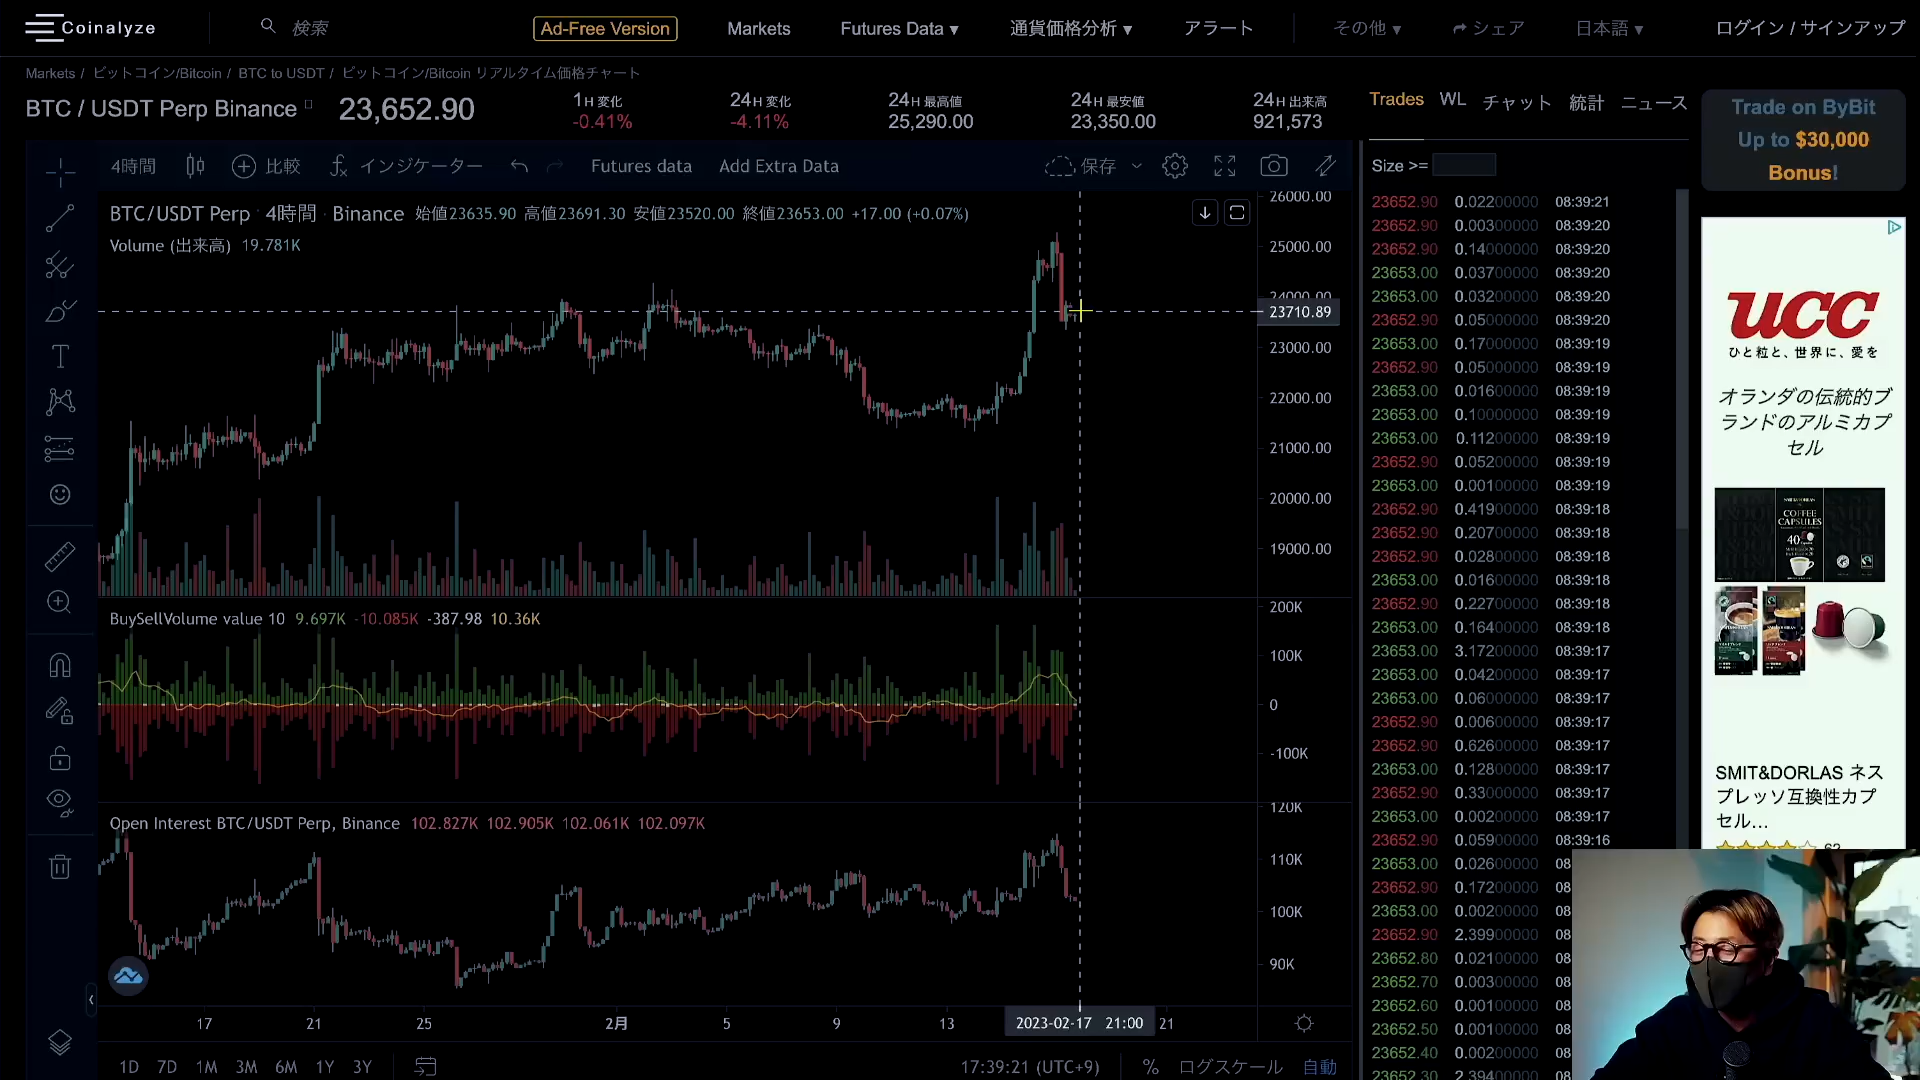 Coinalyze
検索
Ad-Free Version
Markets
Futures Data ▾
通貨価格分析 ▾
アラート
その他 ▾
シェア
日本語 ▾
ログイン / サインアップ
Markets / ビットコイン/Bitcoin / BTC to USDT / ビットコイン/Bitcoin リアルタイム価格チャート
BTC / USDT Perp Binance
23,652.90
1H 変化
-0.41%
24H 変化
-4.11%
24H 最高値
25,290.00
24H 最安値
23,350.00
24H 出来高
921,573
Trades WL チャット 統計 ニュース
Trade on ByBit
Up to $30,000
Bonus!
4時間
比較
インジケーター
Futures data
Add Extra Data
保存
Size >=
BTC/USDT Perp · 4時間 · Binance 始値23635.90 高値23691.30 安値23520.00 終値23653.00 +17.00 (+0.07%)
Volume (出来高) 19.781K
26000.00
25000.00
24000.00
23710.89
23000.00
22000.00
21000.00
20000.00
19000.00
BuySellVolume value 10 9.697K -10.085K -387.98 10.36K
200K
100K
0
-100K
Open Interest BTC/USDT Perp, Binance 102.827K 102.905K 102.061K 102.097K
120K
110K
100K
90K
17 21 25 2月 5 9 13 2023-02-17 21:00 21
1D 7D 1M 3M 6M 1Y 3Y
17:39:21 (UTC+9) % ログスケール 自動
23652.90 0.02200000 08:39:21
23652.90 0.00300000 08:39:20
23652.90 0.14000000 08:39:20
23653.00 0.03700000 08:39:20
23653.00 0.03200000 08:39:20
23652.90 0.05000000 08:39:20
23653.00 0.17000000 08:39:19
23652.90 0.05000000 08:39:19
23653.00 0.01600000 08:39:19
23653.00 0.10000000 08:39:19
23653.00 0.11200000 08:39:19
23652.90 0.05200000 08:39:19
23653.00 0.00100000 08:39:19
23652.90 0.41900000 08:39:18
23652.90 0.20700000 08:39:18
23652.90 0.02800000 08:39:18
23653.00 0.01600000 08:39:18
23652.90 0.22700000 08:39:18
23653.00 0.16400000 08:39:18
23653.00 3.17200000 08:39:17
23653.00 0.04200000 08:39:17
23653.00 0.06000000 08:39:17
23652.90 0.00600000 08:39:17
23652.90 0.62600000 08:39:17
23653.00 0.12800000 08:39:17
23652.90 0.33000000 08:39:17
23653.00 0.00200000 08:39:17
23652.90 0.05900000 08:39:16
23653.00 0.02600000 08
23652.90 0.17200000 08
23653.00 0.00200000 08
23652.90 2.39900000 08
23652.80 0.02100000 08
23652.70 0.00300000 08
23652.60 0.00100000 08
23652.50 0.00100000 08
23652.40 0.00200000 08
23652.30 2.39400000 08
UCC
ひと粒と、世界に、愛を
オランダの伝統的ブ
ランドのアルミカプ
セル
COFFEE
CAPSULES
40
SMIT&DORLAS ネス
プレッソ互換性カプ
セル...